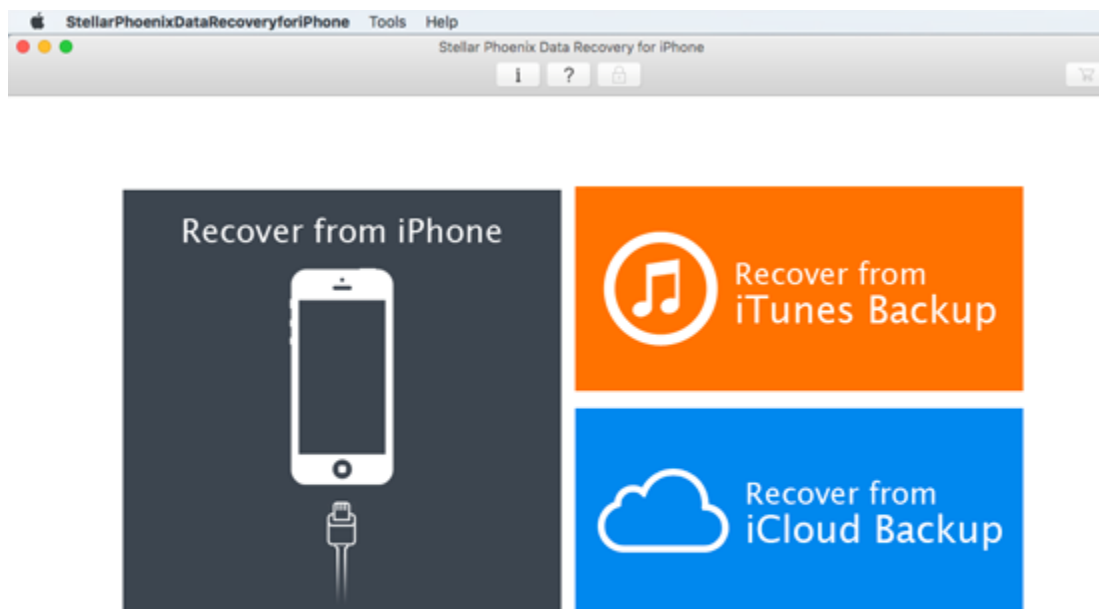 StellarPhoenixDataRecoveryforiPhone Tools Help
Stellar Phoenix Data Recovery for iPhone
i ?
Recover from iPhone
Recover from
iTunes Backup
Recover from
iCloud Backup